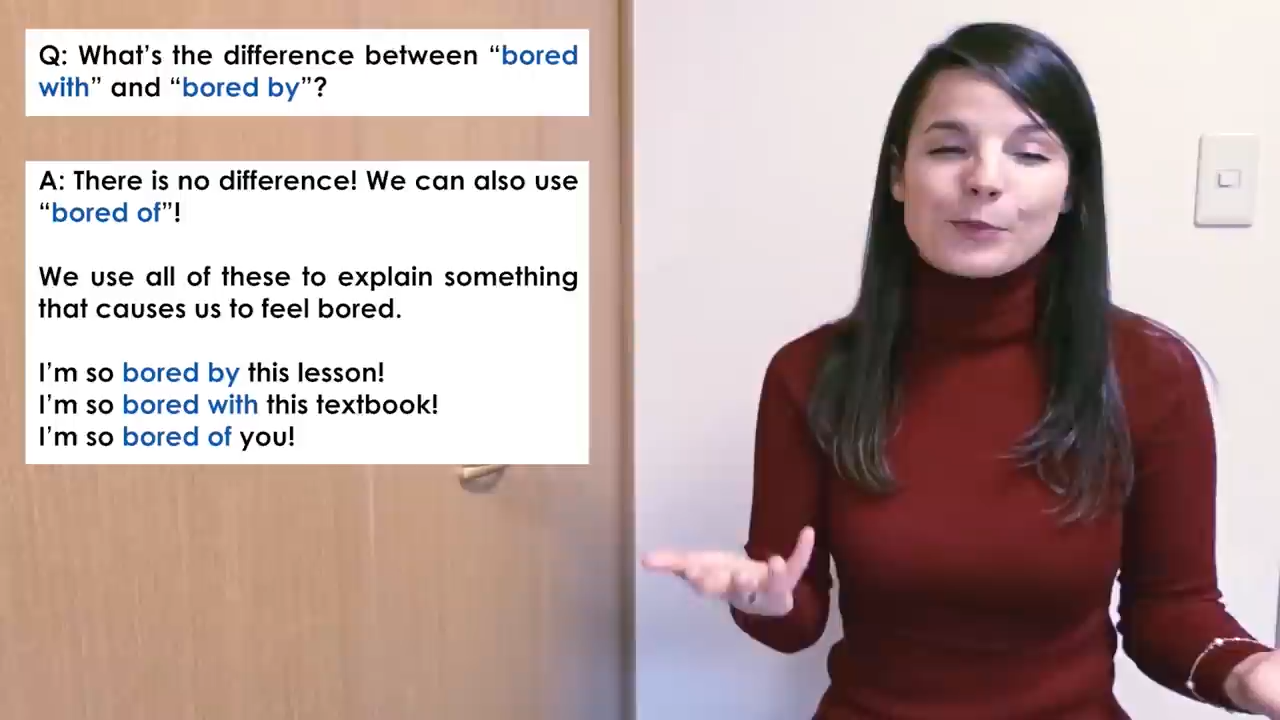 Q: What’s the difference between “bored
with” and “bored by”?
A: There is no difference! We can also use
“bored of”!
We use all of these to explain something
that causes us to feel bored.
I’m so bored by this lesson!
I’m so bored with this textbook!
I’m so bored of you!